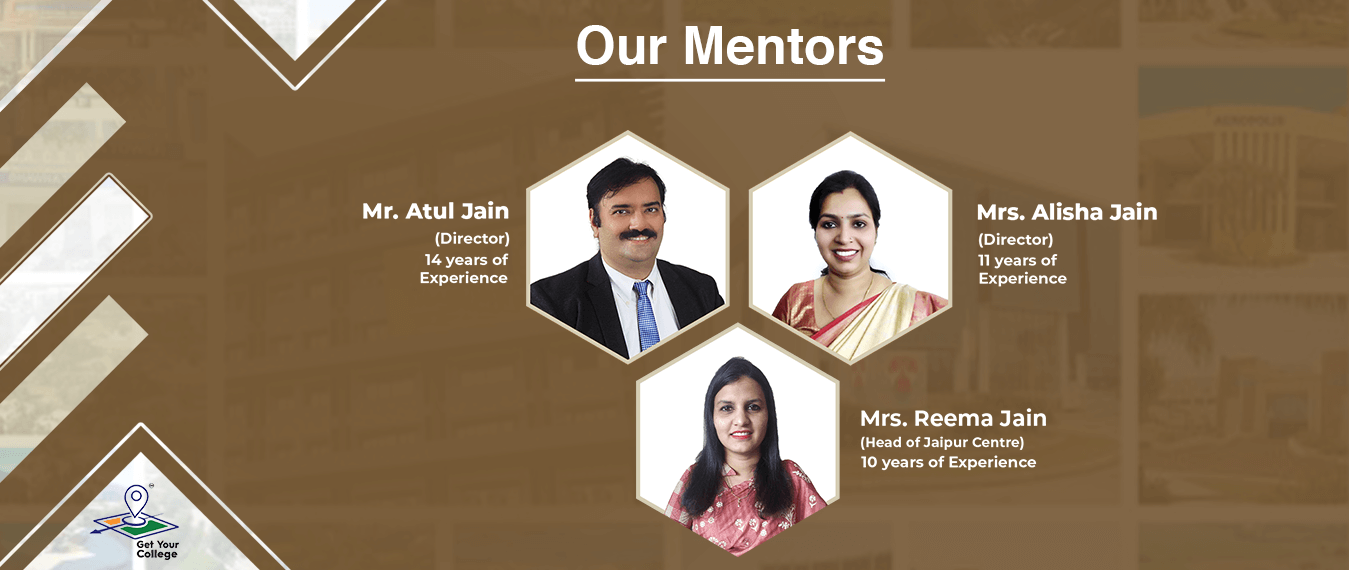 Our Mentors
Mr. Atul Jain
(Director)
14 years of
Experience
Mrs. Alisha Jain
(Director)
11 years of
Experience
Mrs. Reema Jain
(Head of Jaipur Centre)
10 years of Experience
Get Your
College